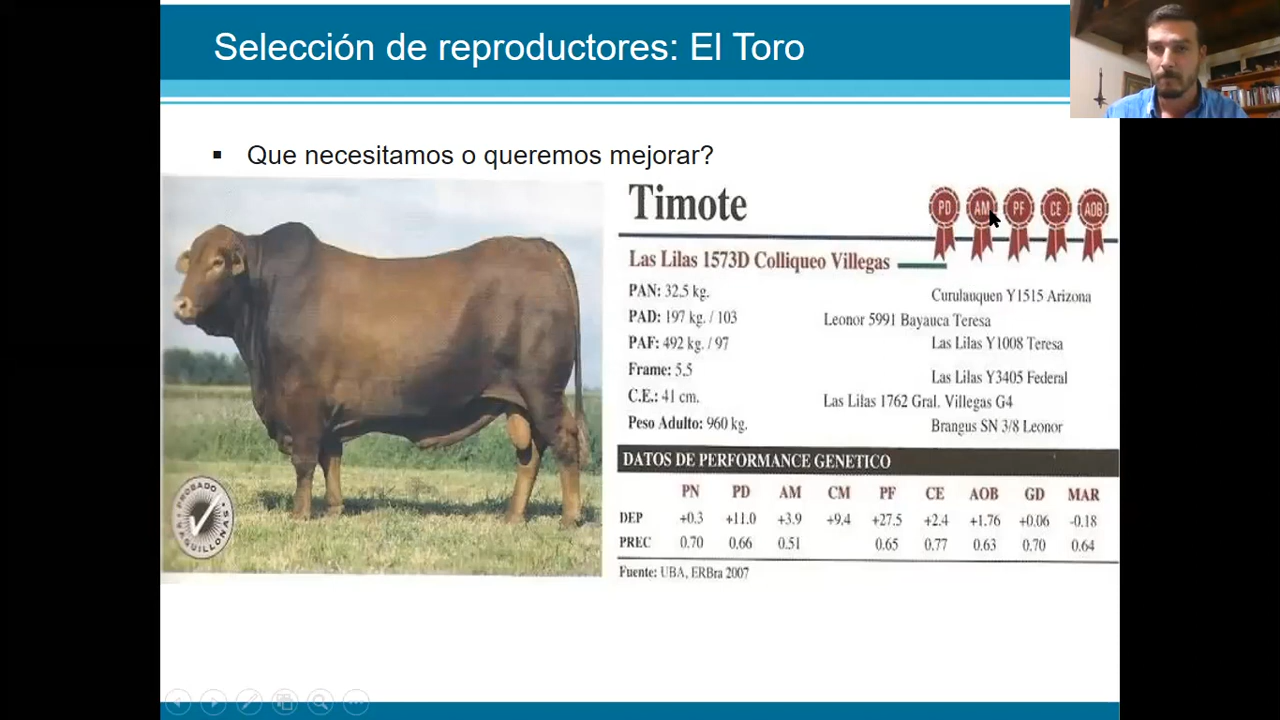 Selección de reproductores: El Toro
▪ Que necesitamos o queremos mejorar?
Timote
PD AM PF CE AOB
Las Lilas 1573D Colliqueo Villegas
PAN: 32.5 kg.
PAD: 197 kg. / 103
PAF: 492 kg. / 97
Frame: 5.5
C.E.: 41 cm.
Peso Adulto: 960 kg.
Curulauquen Y1515 Arizona
Leonor 5991 Bayauca Teresa
Las Lilas Y1008 Teresa
Las Lilas Y3405 Federal
Las Lilas 1762 Gral. Villegas G4
Brangus SN 3/8 Leonor
DATOS DE PERFORMANCE GENETICO
PN PD AM CM PF CE AOB GD MAR
DEP +0.3 +11.0 +3.9 +9.4 +27.5 +2.4 +1.76 +0.06 -0.18
PREC 0.70 0.66 0.51 0.65 0.77 0.63 0.70 0.64
Fuente: UBA, ERBra 2007
PROBADO
VAQUILLONAS